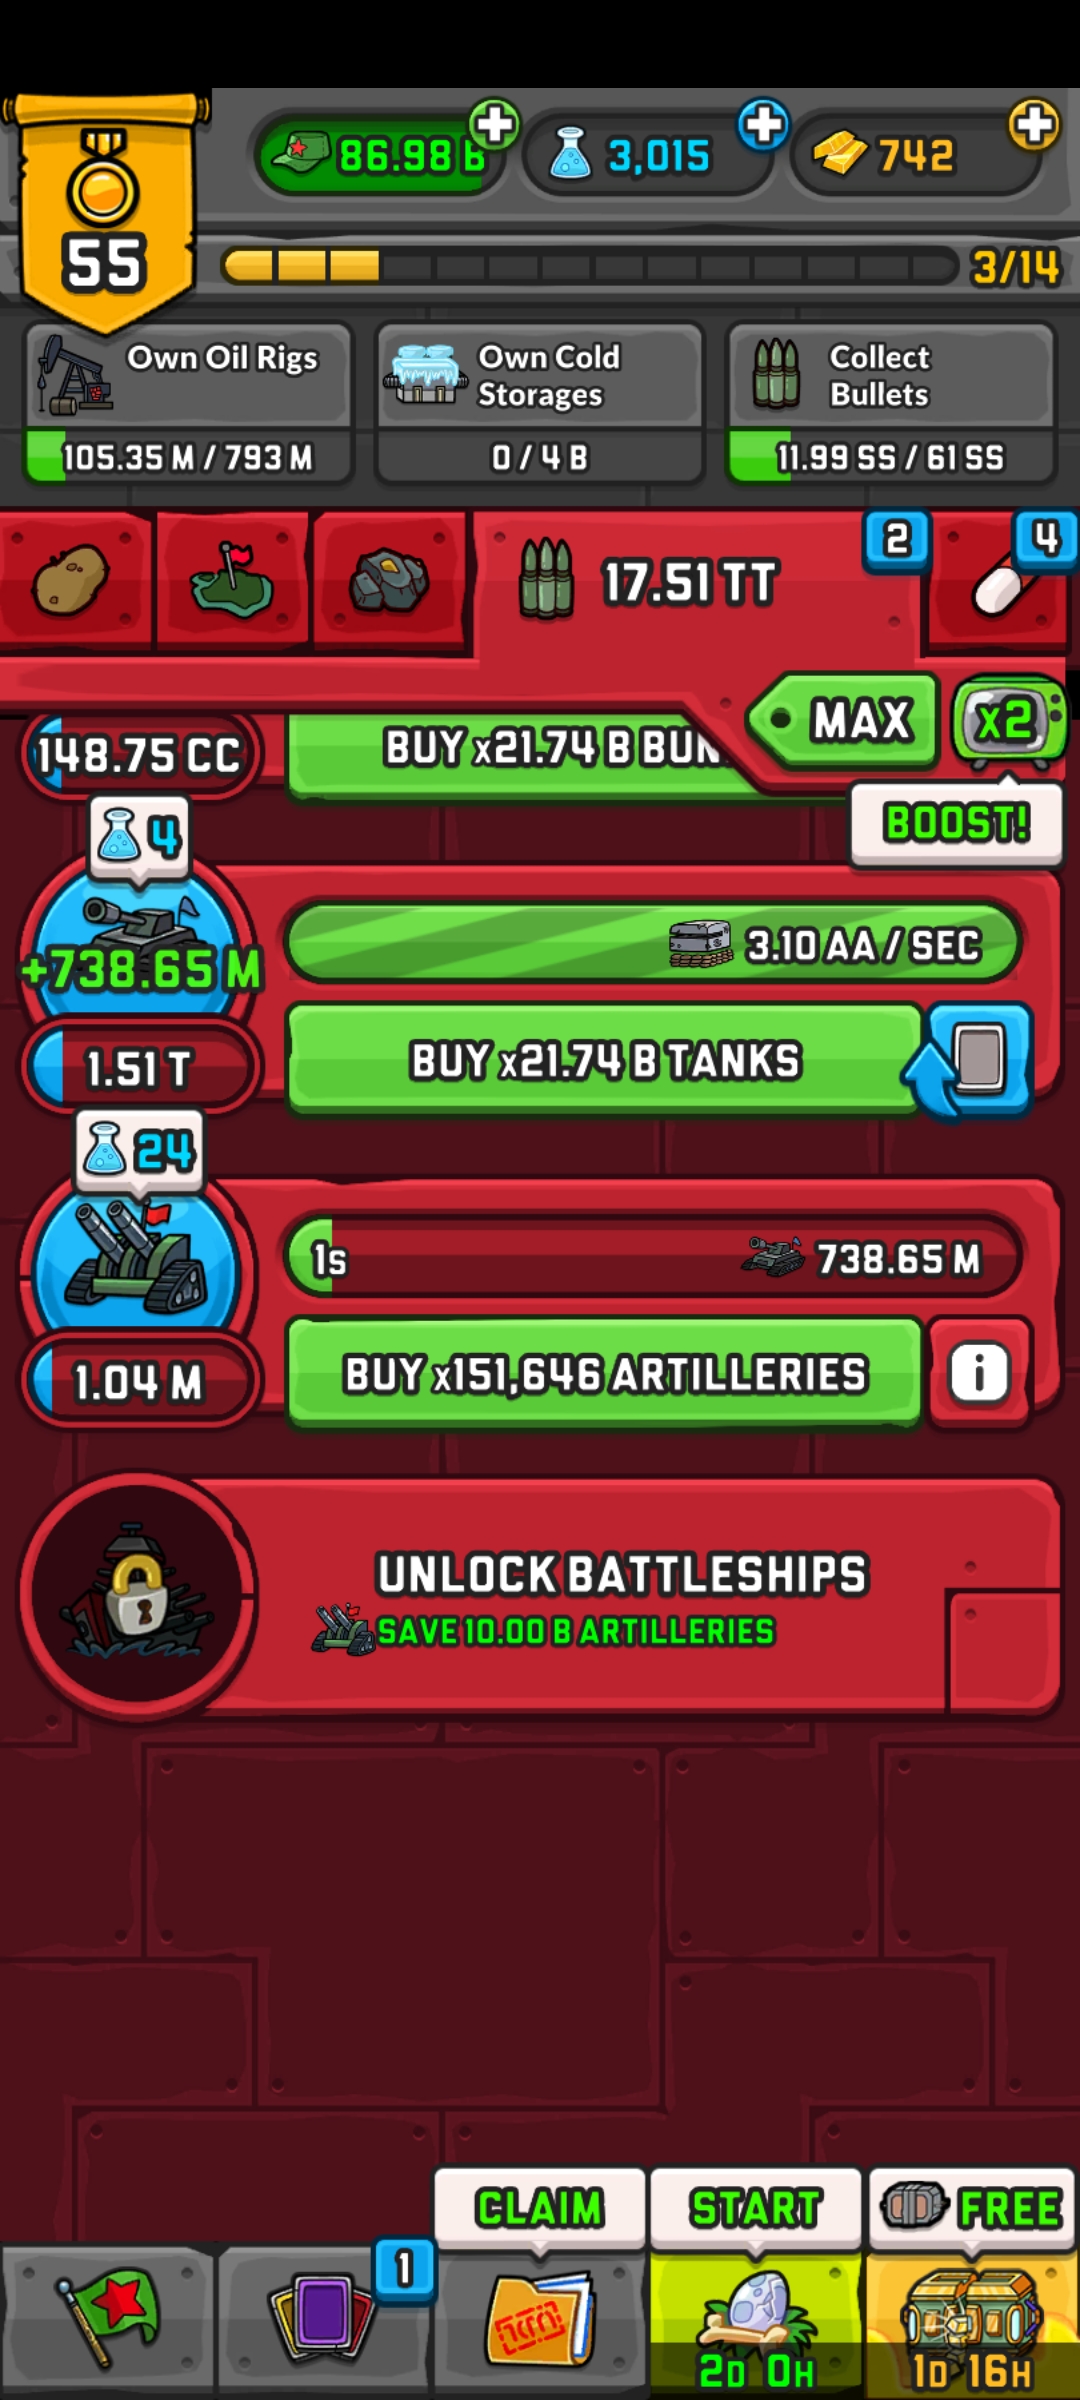 55
86.98 B
3,015
742
3/14
Own Oil Rigs
105.35 M / 793 M
Own Cold
Storages
0 / 4 B
Collect
Bullets
11.99 SS / 61 SS
17.51 TT
2
4
MAX
x2
BOOST!
148.75 CC
BUY x21.74 B BUN
4
+738.65 M
3.10 AA / SEC
1.51 T
BUY x21.74 B TANKS
24
1s
738.65 M
1.04 M
BUY x151,646 ARTILLERIES
i
UNLOCK BATTLESHIPS
SAVE 10.00 B ARTILLERIES
CLAIM
START
FREE
1
2D 0H
1D 16H